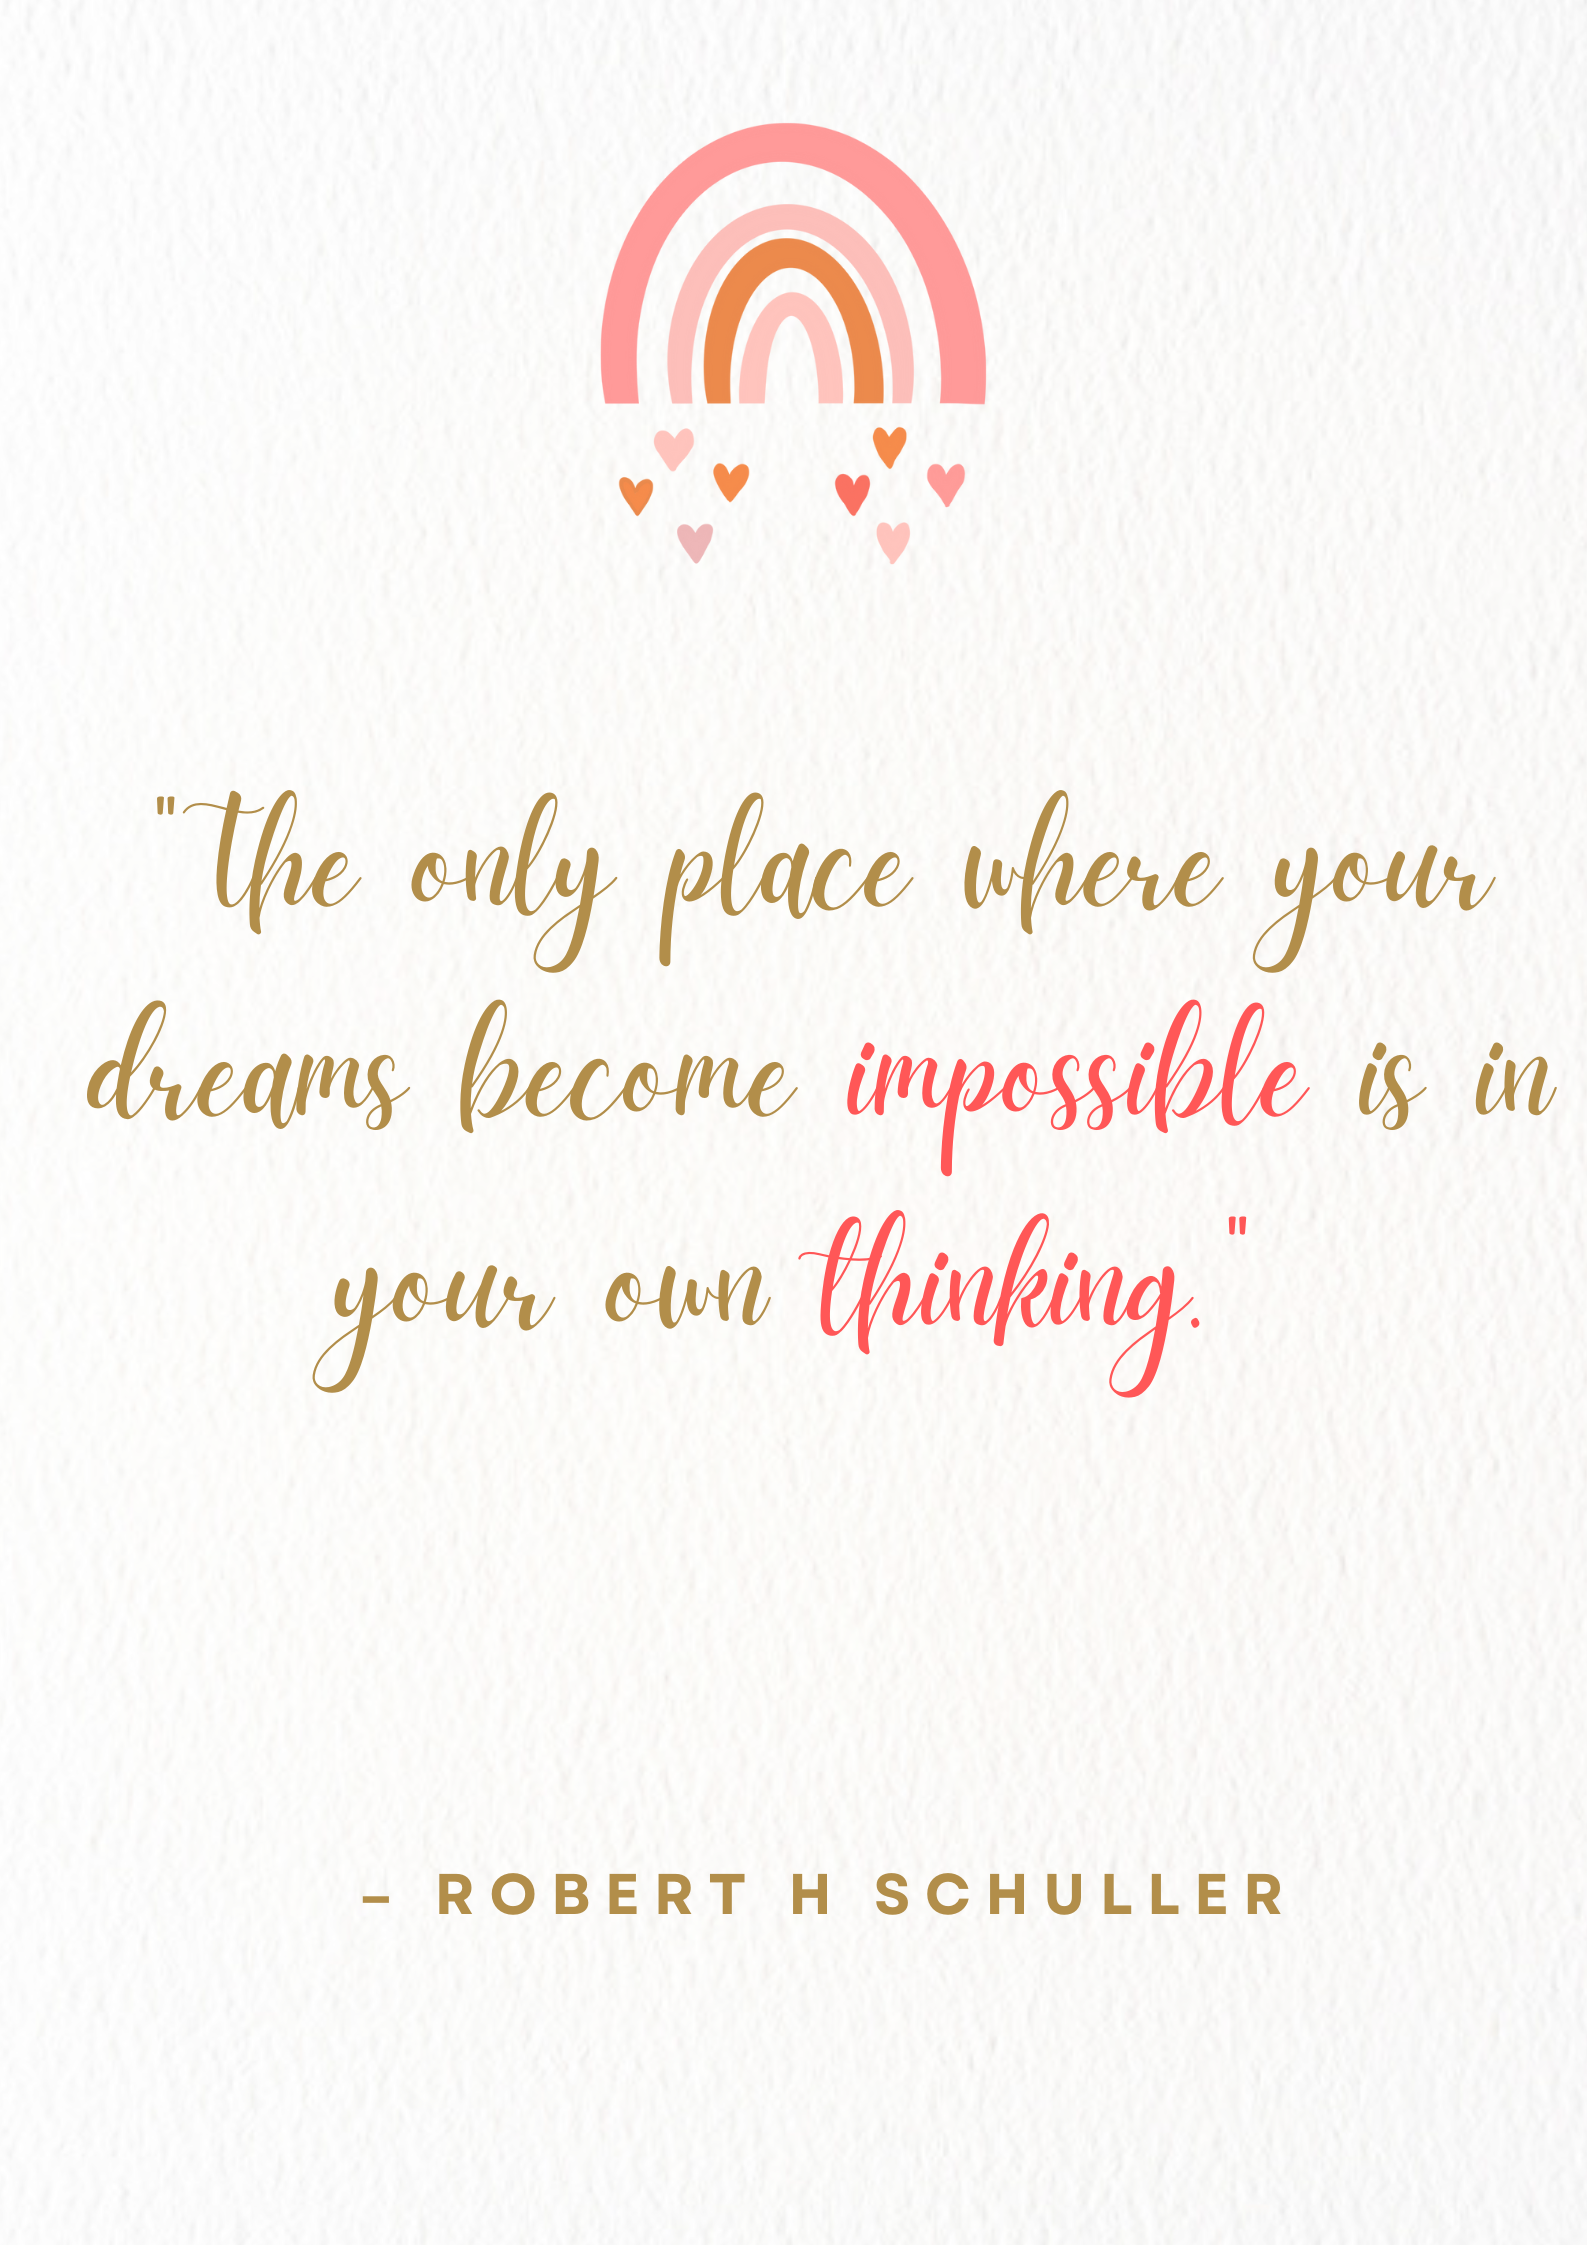 "The only place where your
dreams become impossible is in
your own thinking."
– ROBERT H SCHULLER